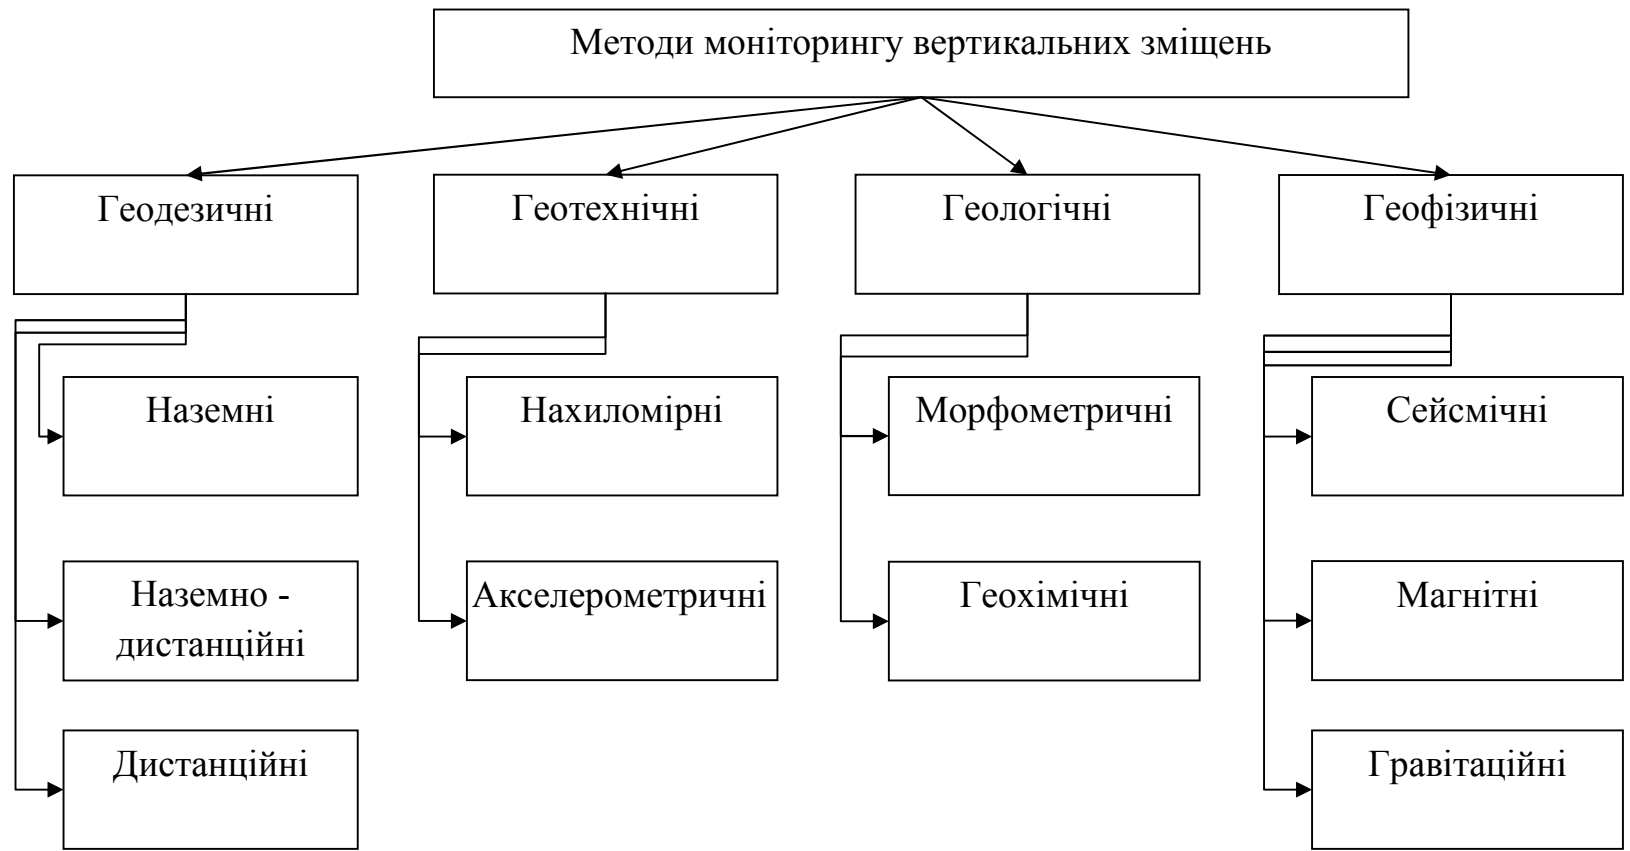 Методи моніторингу вертикальних зміщень
Геодезичні
Геотехнічні
Геологічні
Геофізичні
Наземні
Нахиломірні
Морфометричні
Сейсмічні
Наземно -
дистанційні
Акселерометричні
Геохімічні
Магнітні
Дистанційні
Гравітаційні